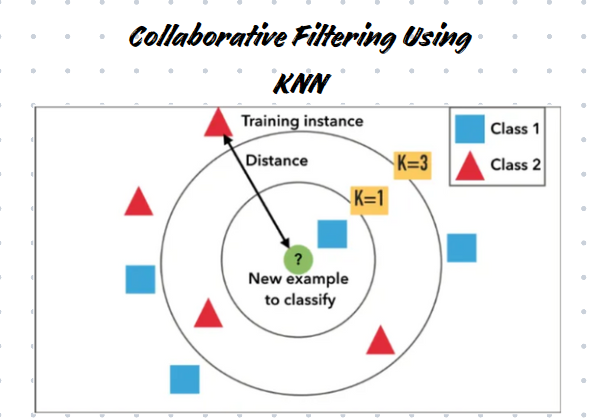 Collaborative Filtering Using
KNN
Training instance
Distance
K=3
K=1
Class 1
Class 2
?
New example
to classify